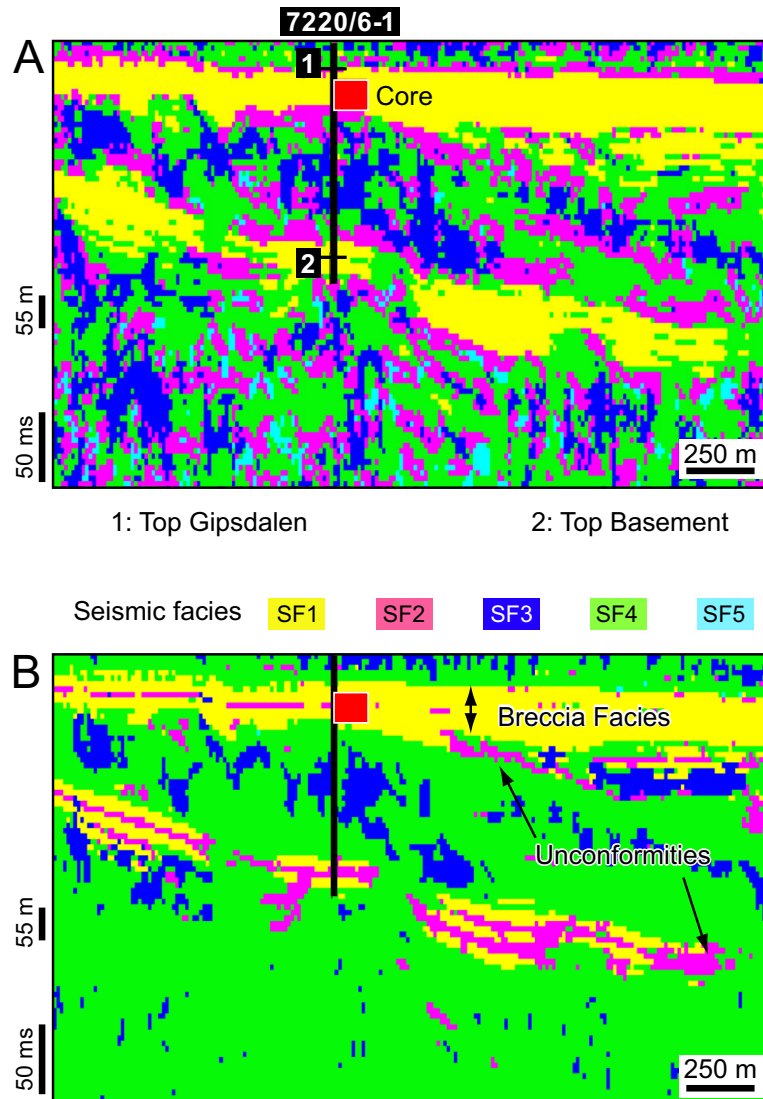 7220/6-1
A
1
Core
2
55 m
50 ms
250 m
1: Top Gipsdalen 2: Top Basement
Seismic facies SF1 SF2 SF3 SF4 SF5
B
Breccia Facies
Unconformities
55 m
50 ms
250 m